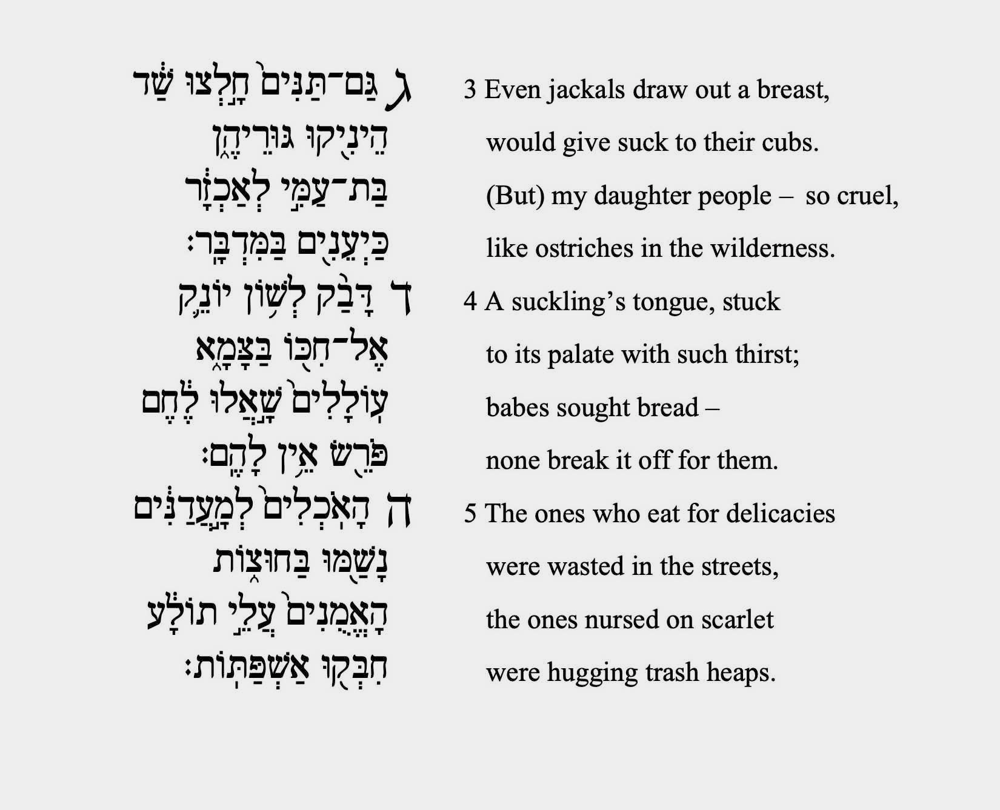 ג גַּם־תַּנִּים֙ חָ֣לְצוּ שַׁ֔ד
הֵינִ֖יקוּ גּוּרֵיהֶ֑ן
בַּת־עַמִּ֣י לְאַכְזָ֔ר
כַּיְעֵנִ֖ים בַּמִּדְבָּֽר׃
ד דָּבַ֨ק לְשׁ֥וֹן יוֹנֵ֛ק
אֶל־חִכּ֖וֹ בַּצָּמָ֑א
עֽוֹלָלִים֙ שָׁ֣אֲלוּ לֶ֔חֶם
פֹּרֵ֖שׂ אֵ֥ין לָהֶֽם׃
ה הָאֹֽכְלִים֙ לְמַ֣עֲדַנִּ֔ים
נָשַׁ֖מּוּ בַּחוּצ֑וֹת
הָאֱמֻנִים֙ עֲלֵ֣י תוֹלָ֔ע
חִבְּק֖וּ אַשְׁפַּתּֽוֹת׃
3 Even jackals draw out a breast,
would give suck to their cubs.
(But) my daughter people – so cruel,
like ostriches in the wilderness.
4 A suckling’s tongue, stuck
to its palate with such thirst;
babes sought bread –
none break it off for them.
5 The ones who eat for delicacies
were wasted in the streets,
the ones nursed on scarlet
were hugging trash heaps.